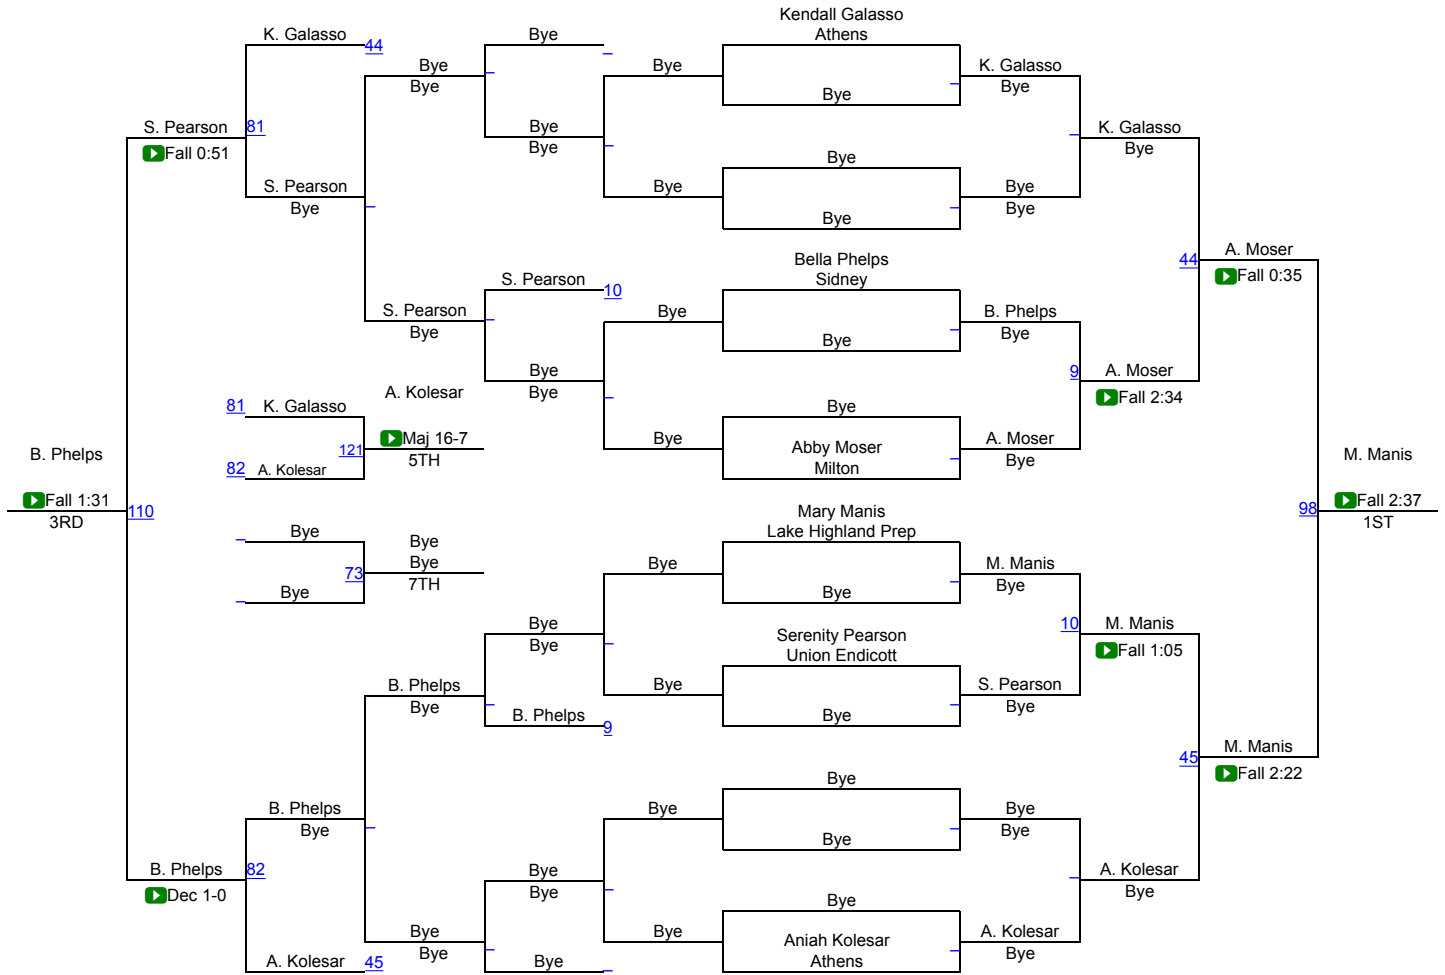 Kendall Galasso
K. Galasso
44
Bye
Athens
Bye
Bye
Bye
K. Galasso
Bye
Bye
Bye
S. Pearson
81
Fall 0:51
Bye
Bye
K. Galasso
Bye
Bye
S. Pearson
Bye
Bye
Bye
Bye
Bye
A. Moser
44
Fall 0:35
Bella Phelps
Sidney
S. Pearson
10
S. Pearson
Bye
Bye
B. Phelps
Bye
Bye
Bye
Bye
9
A. Moser
Fall 2:34
A. Kolesar
81
K. Galasso
Bye
Maj 16-7
5TH
121
82
A. Kolesar
Bye
Abby Moser
Milton
A. Moser
Bye
B. Phelps
M. Manis
Fall 1:31
3RD
110
98
Fall 2:37
1ST
Mary Manis
Lake Highland Prep
Bye
Bye
Bye
7TH
73
Bye
Bye
M. Manis
Bye
Bye
Bye
Bye
Serenity Pearson
Union Endicott
10
M. Manis
Fall 1:05
B. Phelps
Bye
B. Phelps
9
Bye
S. Pearson
Bye
Bye
M. Manis
45
Fall 2:22
Bye
B. Phelps
Bye
Bye
Bye
Bye
Bye
B. Phelps
82
Dec 1-0
Bye
Bye
A. Kolesar
Bye
Bye
Bye
Bye
Bye
Aniah Kolesar
Athens
A. Kolesar
Bye
A. Kolesar
45
Bye